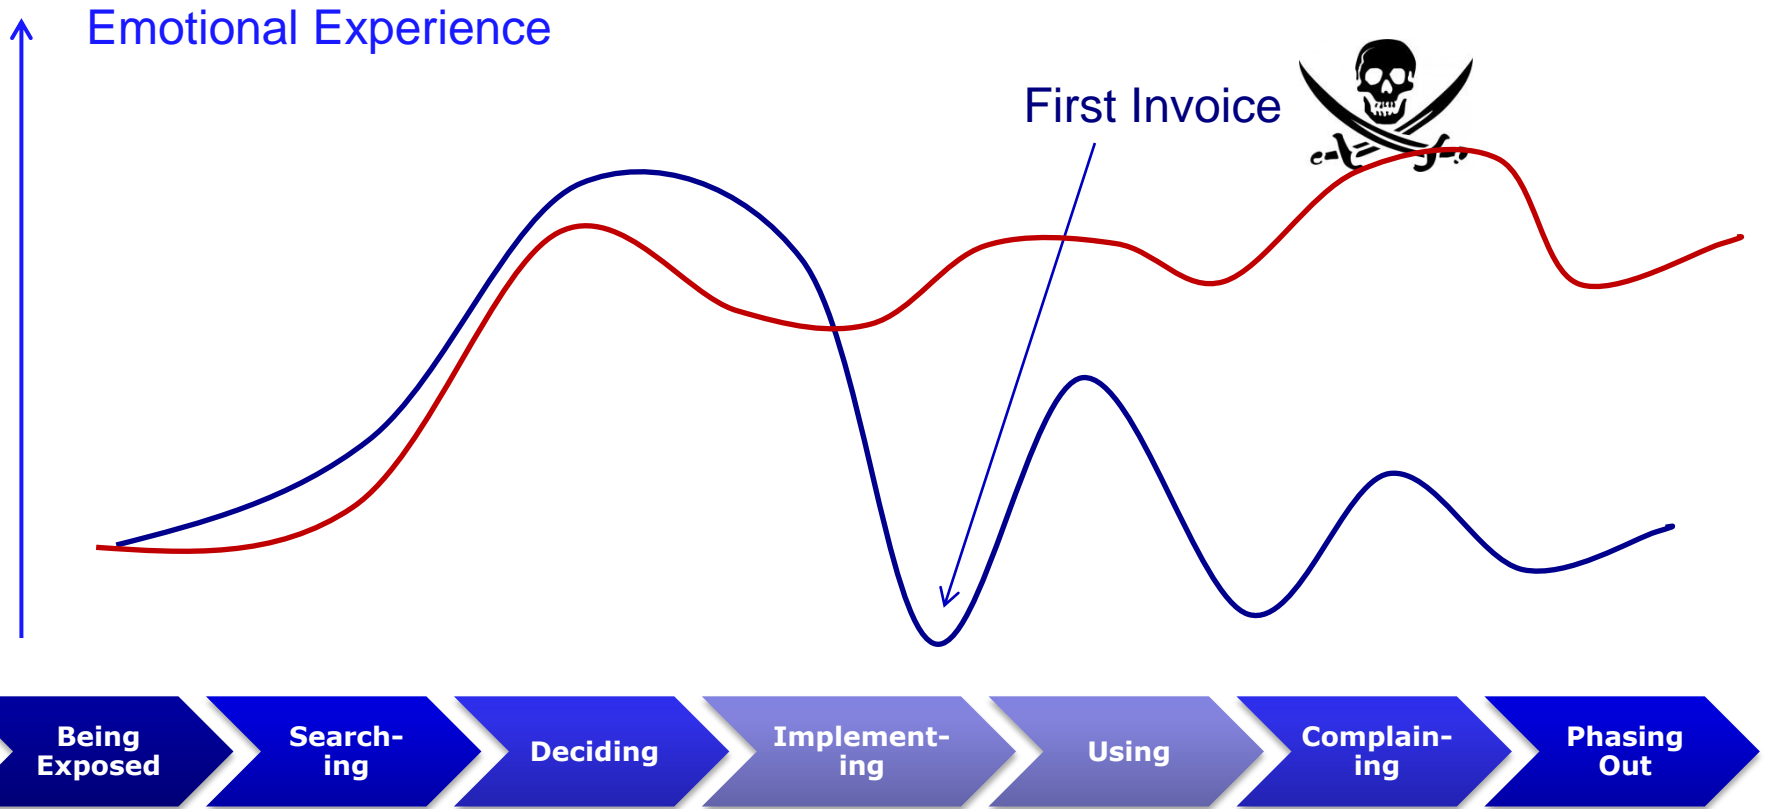 Emotional Experience
First Invoice
Being
Exposed
Search-
ing
Deciding
Implement-
ing
Using
Complain-
ing
Phasing
Out